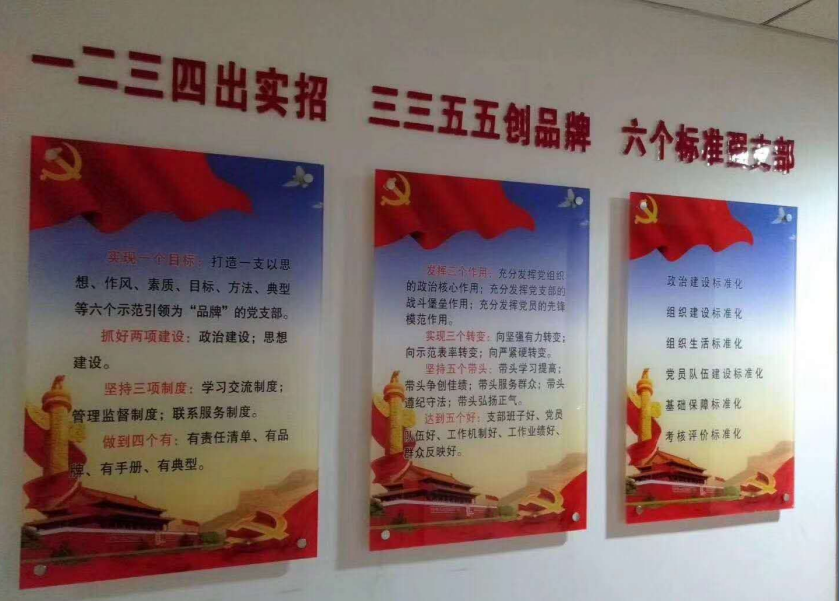 一二三四出实招
三三五五创品牌
六个标准强支部
实现一个目标：打造一支以思
想、作风、素质、目标、方法、典型
等六个示范引领为“品牌”的党支部。
抓好两项建设：政治建设；思想
建设。
坚持三项制度：学习交流制度；
管理监督制度；联系服务制度。
做到四个有：有责任清单、有品
牌、有手册、有典型。
发挥三个作用：充分发挥党组织
的政治核心作用；充分发挥党支部的
战斗堡垒作用；充分发挥党员的先锋
模范作用。
实现三个转变：向坚强有力转变；
向示范表率转变；向严紧硬转变。
坚持五个带头：带头学习提高；
带头争创佳绩；带头服务群众；带头
遵纪守法；带头弘扬正气。
达到五个好：支部班子好、党员
队伍好、工作机制好、工作业绩好、
群众反映好。
政治建设标准化
组织建设标准化
组织生活标准化
党员队伍建设标准化
基础保障标准化
考核评价标准化